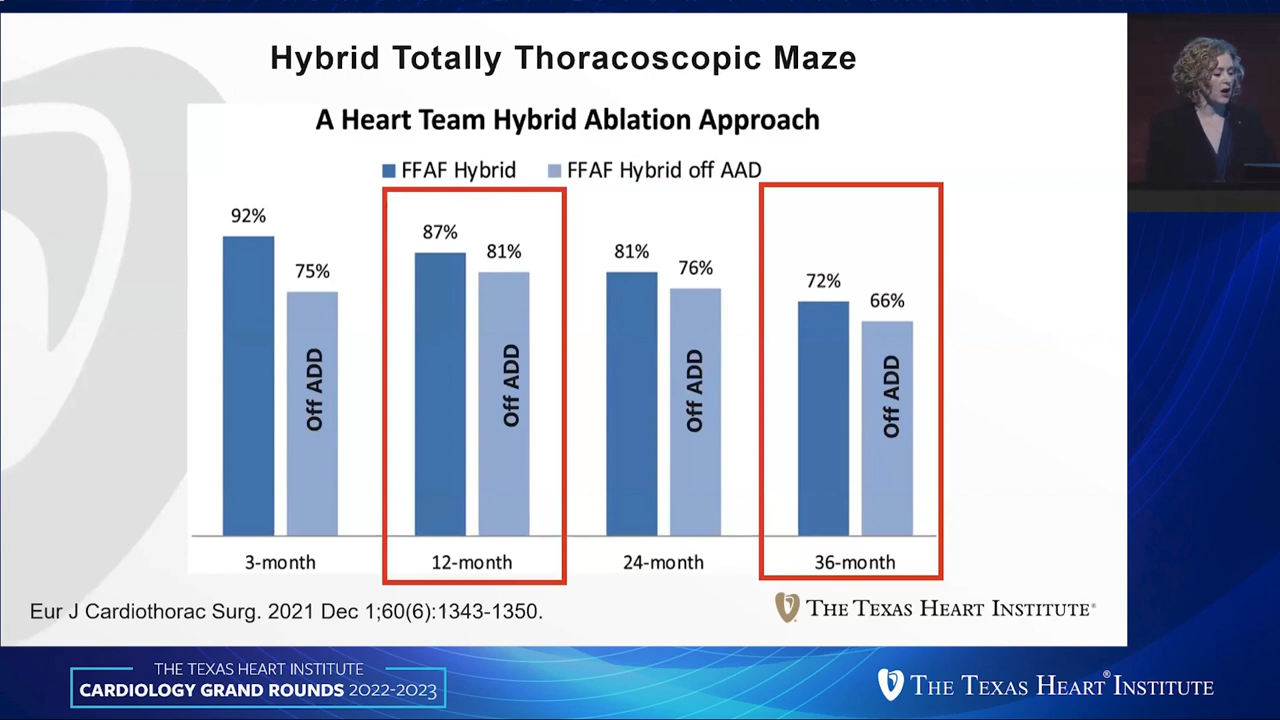 Hybrid Totally Thoracoscopic Maze
A Heart Team Hybrid Ablation Approach
FFAF Hybrid FFAF Hybrid off AAD
92%
75%
87%
81%
81%
76%
72%
66%
Off ADD
Off ADD
Off ADD
Off ADD
3-month 12-month 24-month 36-month
Eur J Cardiothorac Surg. 2021 Dec 1;60(6):1343-1350.
THE TEXAS HEART INSTITUTE®
THE TEXAS HEART INSTITUTE
CARDIOLOGY GRAND ROUNDS 2022-2023
THE TEXAS HEART® INSTITUTE